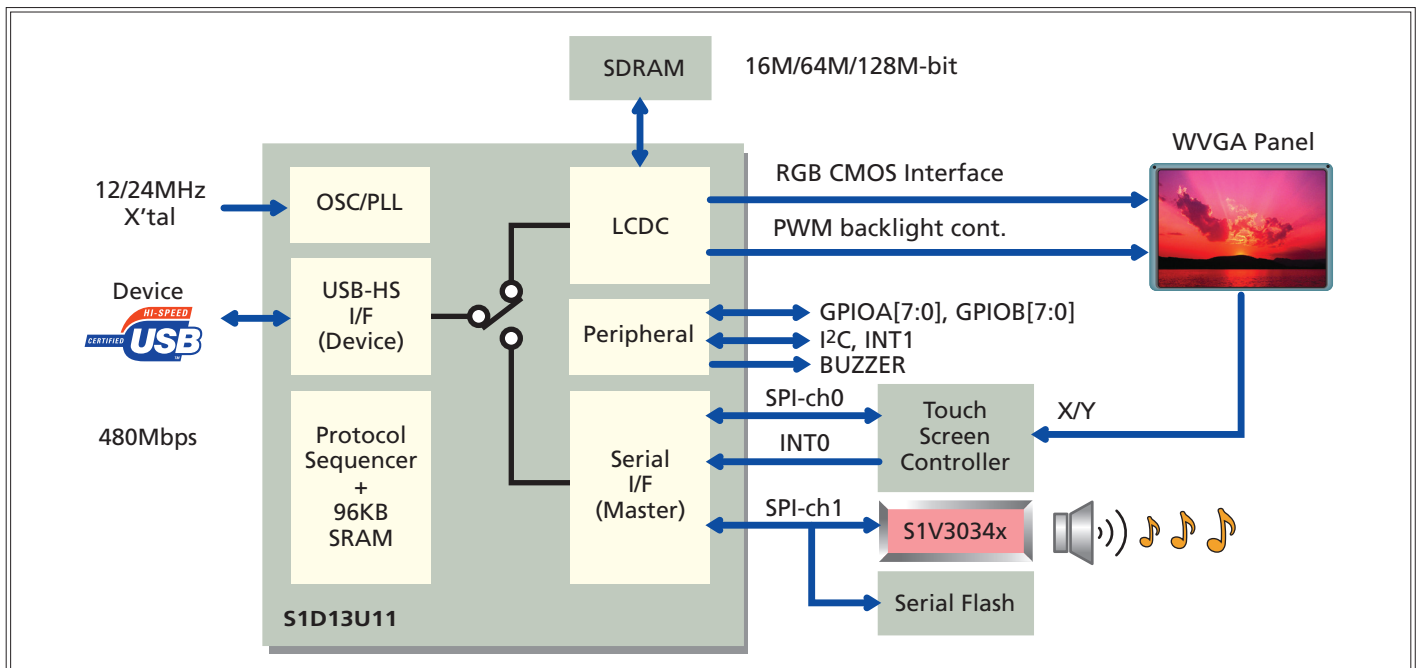 SDRAM
16M/64M/128M-bit
WVGA Panel
12/24MHz
X'tal
OSC/PLL
LCDC
RGB CMOS Interface
PWM backlight cont.
Device
HI-SPEED
CERTIFIED USB
USB-HS
I/F
(Device)
Peripheral
GPIOA[7:0], GPIOB[7:0]
I²C, INT1
BUZZER
480Mbps
Protocol
Sequencer
+
96KB
SRAM
Serial
I/F
(Master)
SPI-ch0
INT0
SPI-ch1
Touch
Screen
Controller
X/Y
S1V3034x
Serial Flash
S1D13U11